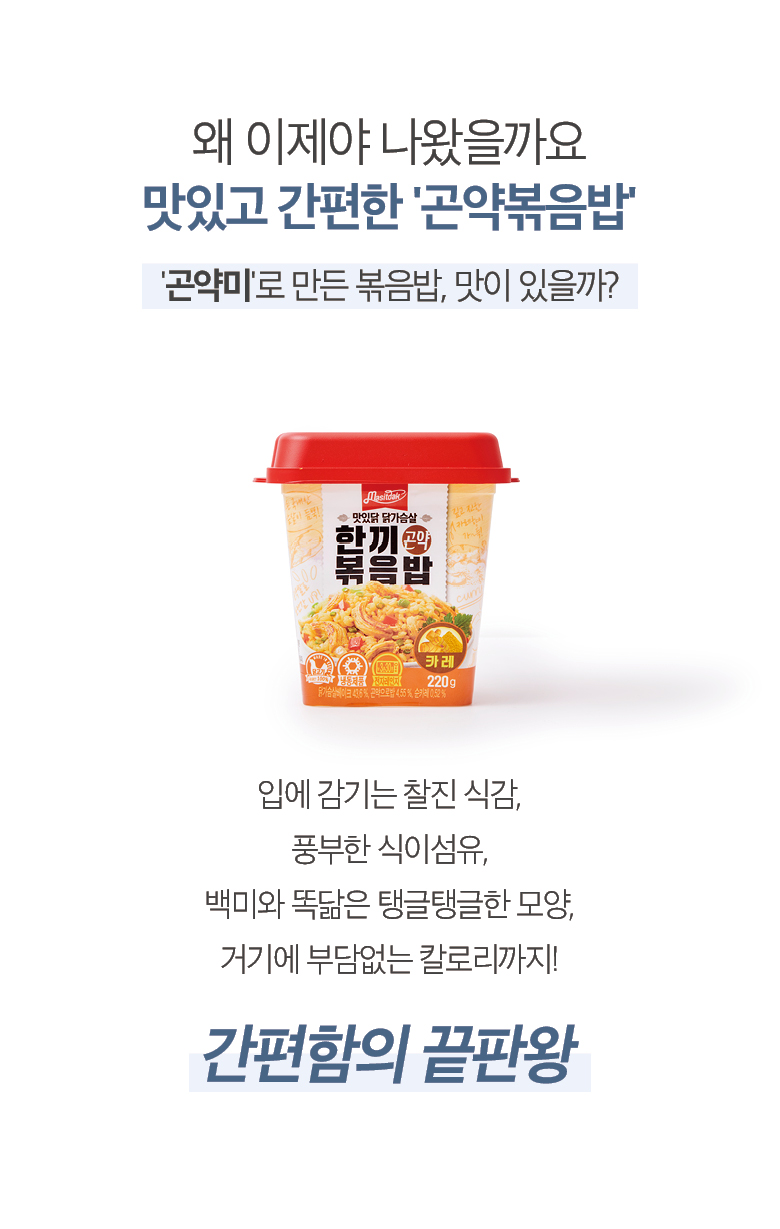 왜 이제야 나왔을까요
맛있고 간편한 '곤약볶음밥'
'곤약미'로 만든 볶음밥, 맛이 있을까?
Masitdak
맛있닭 닭가슴살
한끼 곤약
볶음밥
카레
냉동제품
220g
입에 감기는 찰진 식감,
풍부한 식이섬유,
백미와 똑닮은 탱글탱글한 모양,
거기에 부담없는 칼로리까지!
간편함의 끝판왕